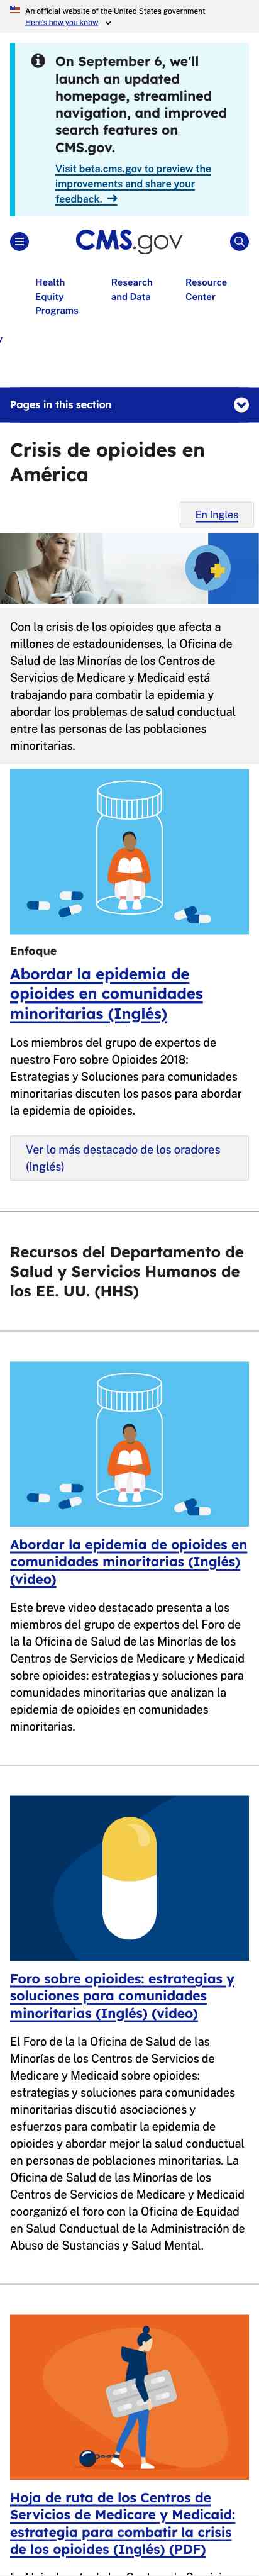 An official website of the United States government
Here's how you know
On September 6, we'll
launch an updated
homepage, streamlined
navigation, and improved
search features on
CMS.gov.
Visit beta.cms.gov to preview the
improvements and share your
feedback.
CMS.gov
Health
Equity
Programs
Research
and Data
Resource
Center
y
Pages in this section
Crisis de opioides en
América
En Ingles
Con la crisis de los opioides que afecta a
millones de estadounidenses, la Oficina de
Salud de las Minorías de los Centros de
Servicios de Medicare y Medicaid está
trabajando para combatir la epidemia y
abordar los problemas de salud conductual
entre las personas de las poblaciones
minoritarias.
Enfoque
Abordar la epidemia de
opioides en comunidades
minoritarias (Inglés)
Los miembros del grupo de expertos de
nuestro Foro sobre Opioides 2018:
Estrategias y Soluciones para comunidades
minoritarias discuten los pasos para abordar
la epidemia de opioides.
Ver lo más destacado de los oradores
(Inglés)
Recursos del Departamento de
Salud y Servicios Humanos de
los EE. UU. (HHS)
Abordar la epidemia de opioides en
comunidades minoritarias (Inglés)
(video)
Este breve video destacado presenta a los
miembros del grupo de expertos del Foro de
la la Oficina de Salud de las Minorías de los
Centros de Servicios de Medicare y Medicaid
sobre opioides: estrategias y soluciones para
comunidades minoritarias que analizan la
epidemia de opioides en comunidades
minoritarias.
Foro sobre opioides: estrategias y
soluciones para comunidades
minoritarias (Inglés) (video)
El Foro de la la Oficina de Salud de las
Minorías de los Centros de Servicios de
Medicare y Medicaid sobre opioides:
estrategias y soluciones para comunidades
minoritarias discutió asociaciones y
esfuerzos para combatir la epidemia de
opioides y abordar mejor la salud conductual
en personas de poblaciones minoritarias. La
Oficina de Salud de las Minorías de los
Centros de Servicios de Medicare y Medicaid
coorganizó el foro con la Oficina de Equidad
en Salud Conductual de la Administración de
Abuso de Sustancias y Salud Mental.
Hoja de ruta de los Centros de
Servicios de Medicare y Medicaid:
estrategia para combatir la crisis
de los opioides (Inglés) (PDF)